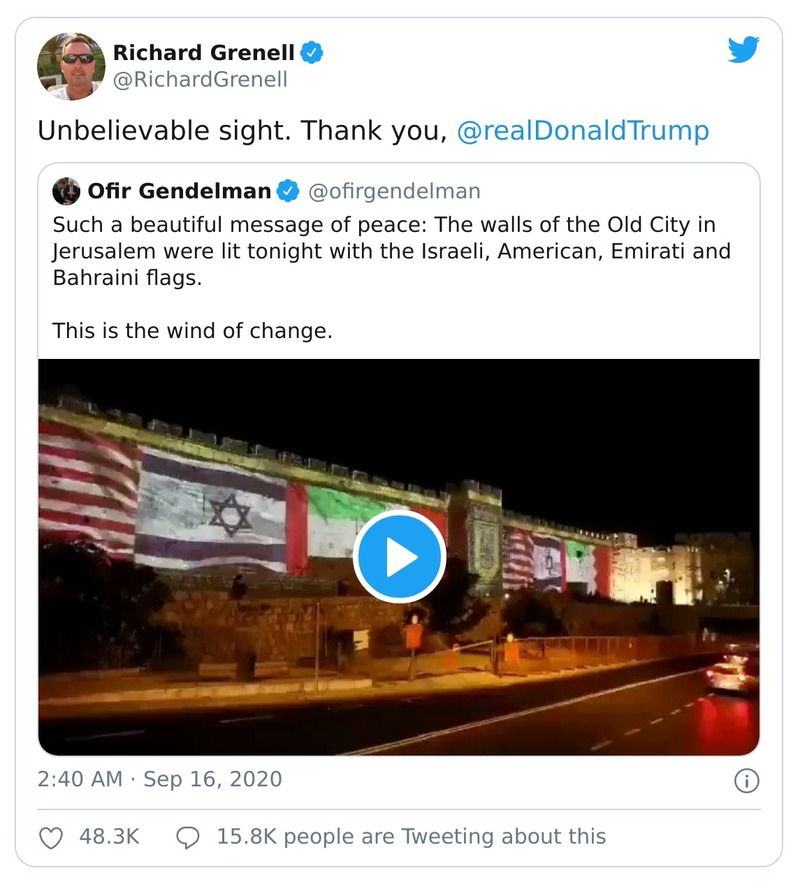 Richard Grenell
@RichardGrenell
Unbelievable sight. Thank you, @realDonaldTrump
Ofir Gendelman @ofirgendelman
Such a beautiful message of peace: The walls of the Old City in
Jerusalem were lit tonight with the Israeli, American, Emirati and
Bahraini flags.
This is the wind of change.
2:40 AM · Sep 16, 2020
48.3K 15.8K people are Tweeting about this